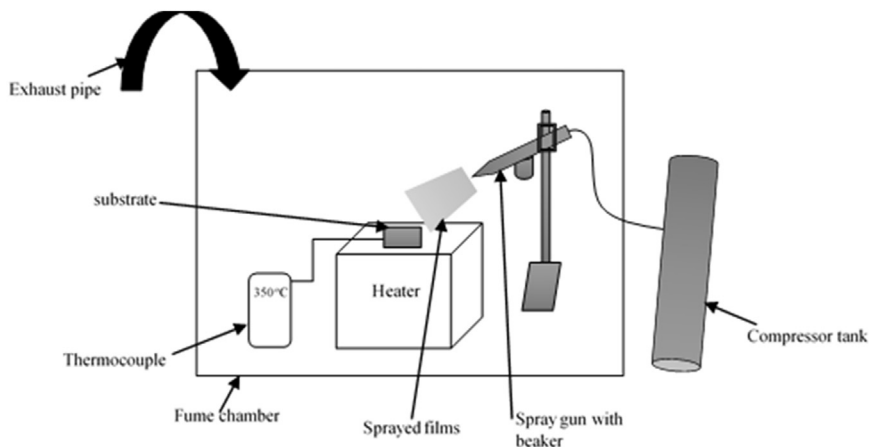 Exhaust pipe
substrate
350°C
Heater
Thermocouple
Compressor tank
Fume chamber
Sprayed films
Spray gun with
beaker